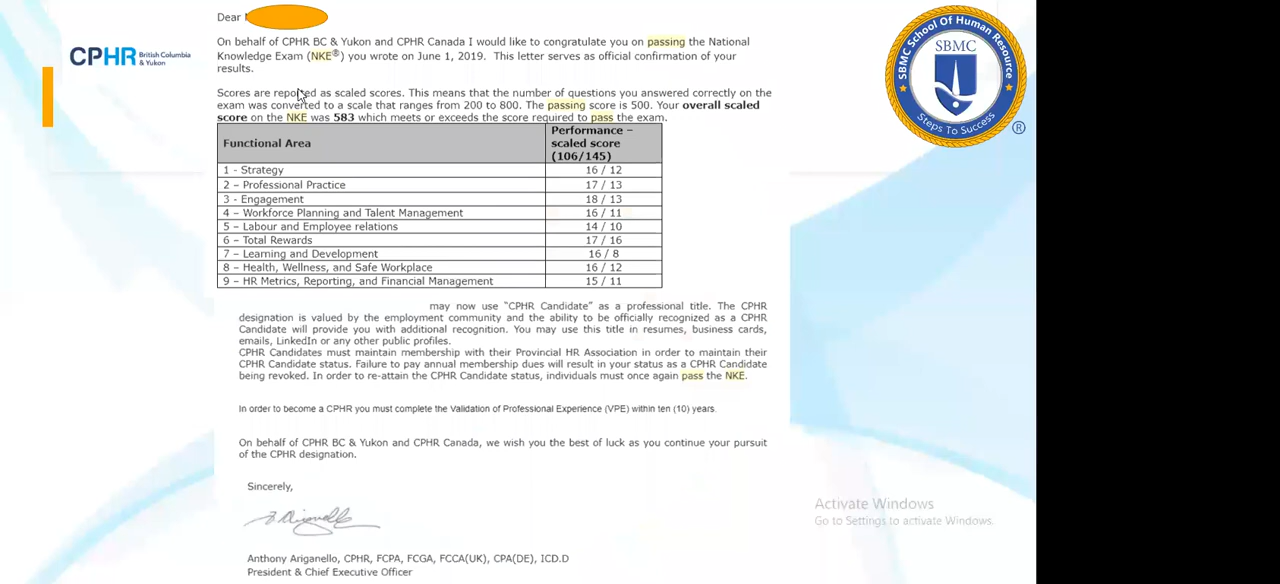 Dear
On behalf of CPHR BC & Yukon and CPHR Canada I would like to congratulate you on passing the National
Knowledge Exam (NKE®) you wrote on June 1, 2019. This letter serves as official confirmation of your
results.
Scores are reported as scaled scores. This means that the number of questions you answered correctly on the
exam was converted to a scale that ranges from 200 to 800. The passing score is 500. Your overall scaled
score on the NKE was 583 which meets or exceeds the score required to pass the exam.
CPHR British Columbia
& Yukon
SBMC School Of Human Resource
SBMC
Steps To Success
®
Functional Area
Performance –
scaled score
(106/145)
1 - Strategy 16 / 12
2 – Professional Practice 17 / 13
3 - Engagement 18 / 13
4 – Workforce Planning and Talent Management 16 / 11
5 – Labour and Employee relations 14 / 10
6 – Total Rewards 17 / 16
7 – Learning and Development 16 / 8
8 – Health, Wellness, and Safe Workplace 16 / 12
9 – HR Metrics, Reporting, and Financial Management 15 / 11
may now use “CPHR Candidate” as a professional title. The CPHR
designation is valued by the employment community and the ability to be officially recognized as a CPHR
Candidate will provide you with additional recognition. You may use this title in resumes, business cards,
emails, LinkedIn or any other public profiles.
CPHR Candidates must maintain membership with their Provincial HR Association in order to maintain their
CPHR Candidate status. Failure to pay annual membership dues will result in your status as a CPHR Candidate
being revoked. In order to re-attain the CPHR Candidate status, individuals must once again pass the NKE.
In order to become a CPHR you must complete the Validation of Professional Experience (VPE) within ten (10) years.
On behalf of CPHR BC & Yukon and CPHR Canada, we wish you the best of luck as you continue your pursuit
of the CPHR designation.
Sincerely,
Anthony Ariganello, CPHR, FCPA, FCGA, FCCA(UK), CPA(DE), ICD.D
President & Chief Executive Officer
Activate Windows
Go to Settings to activate Windows.